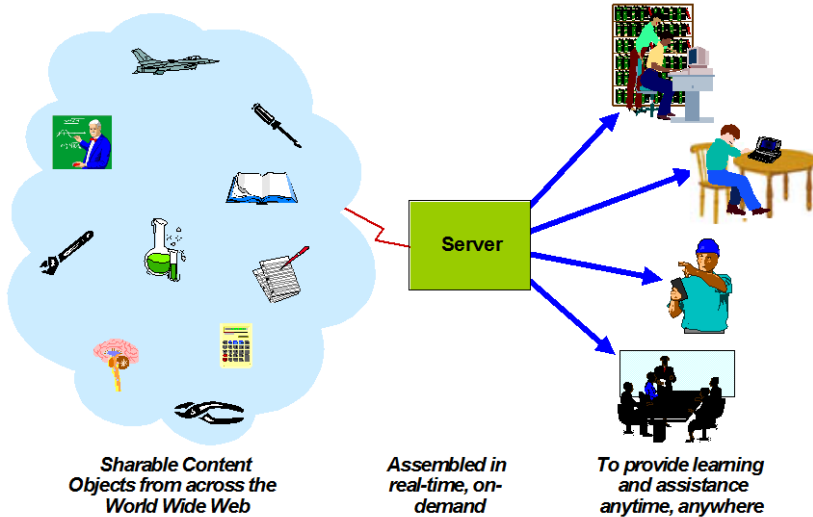 Server
Sharable Content
Objects from across the
World Wide Web
Assembled in
real-time, on-
demand
To provide learning
and assistance
anytime, anywhere